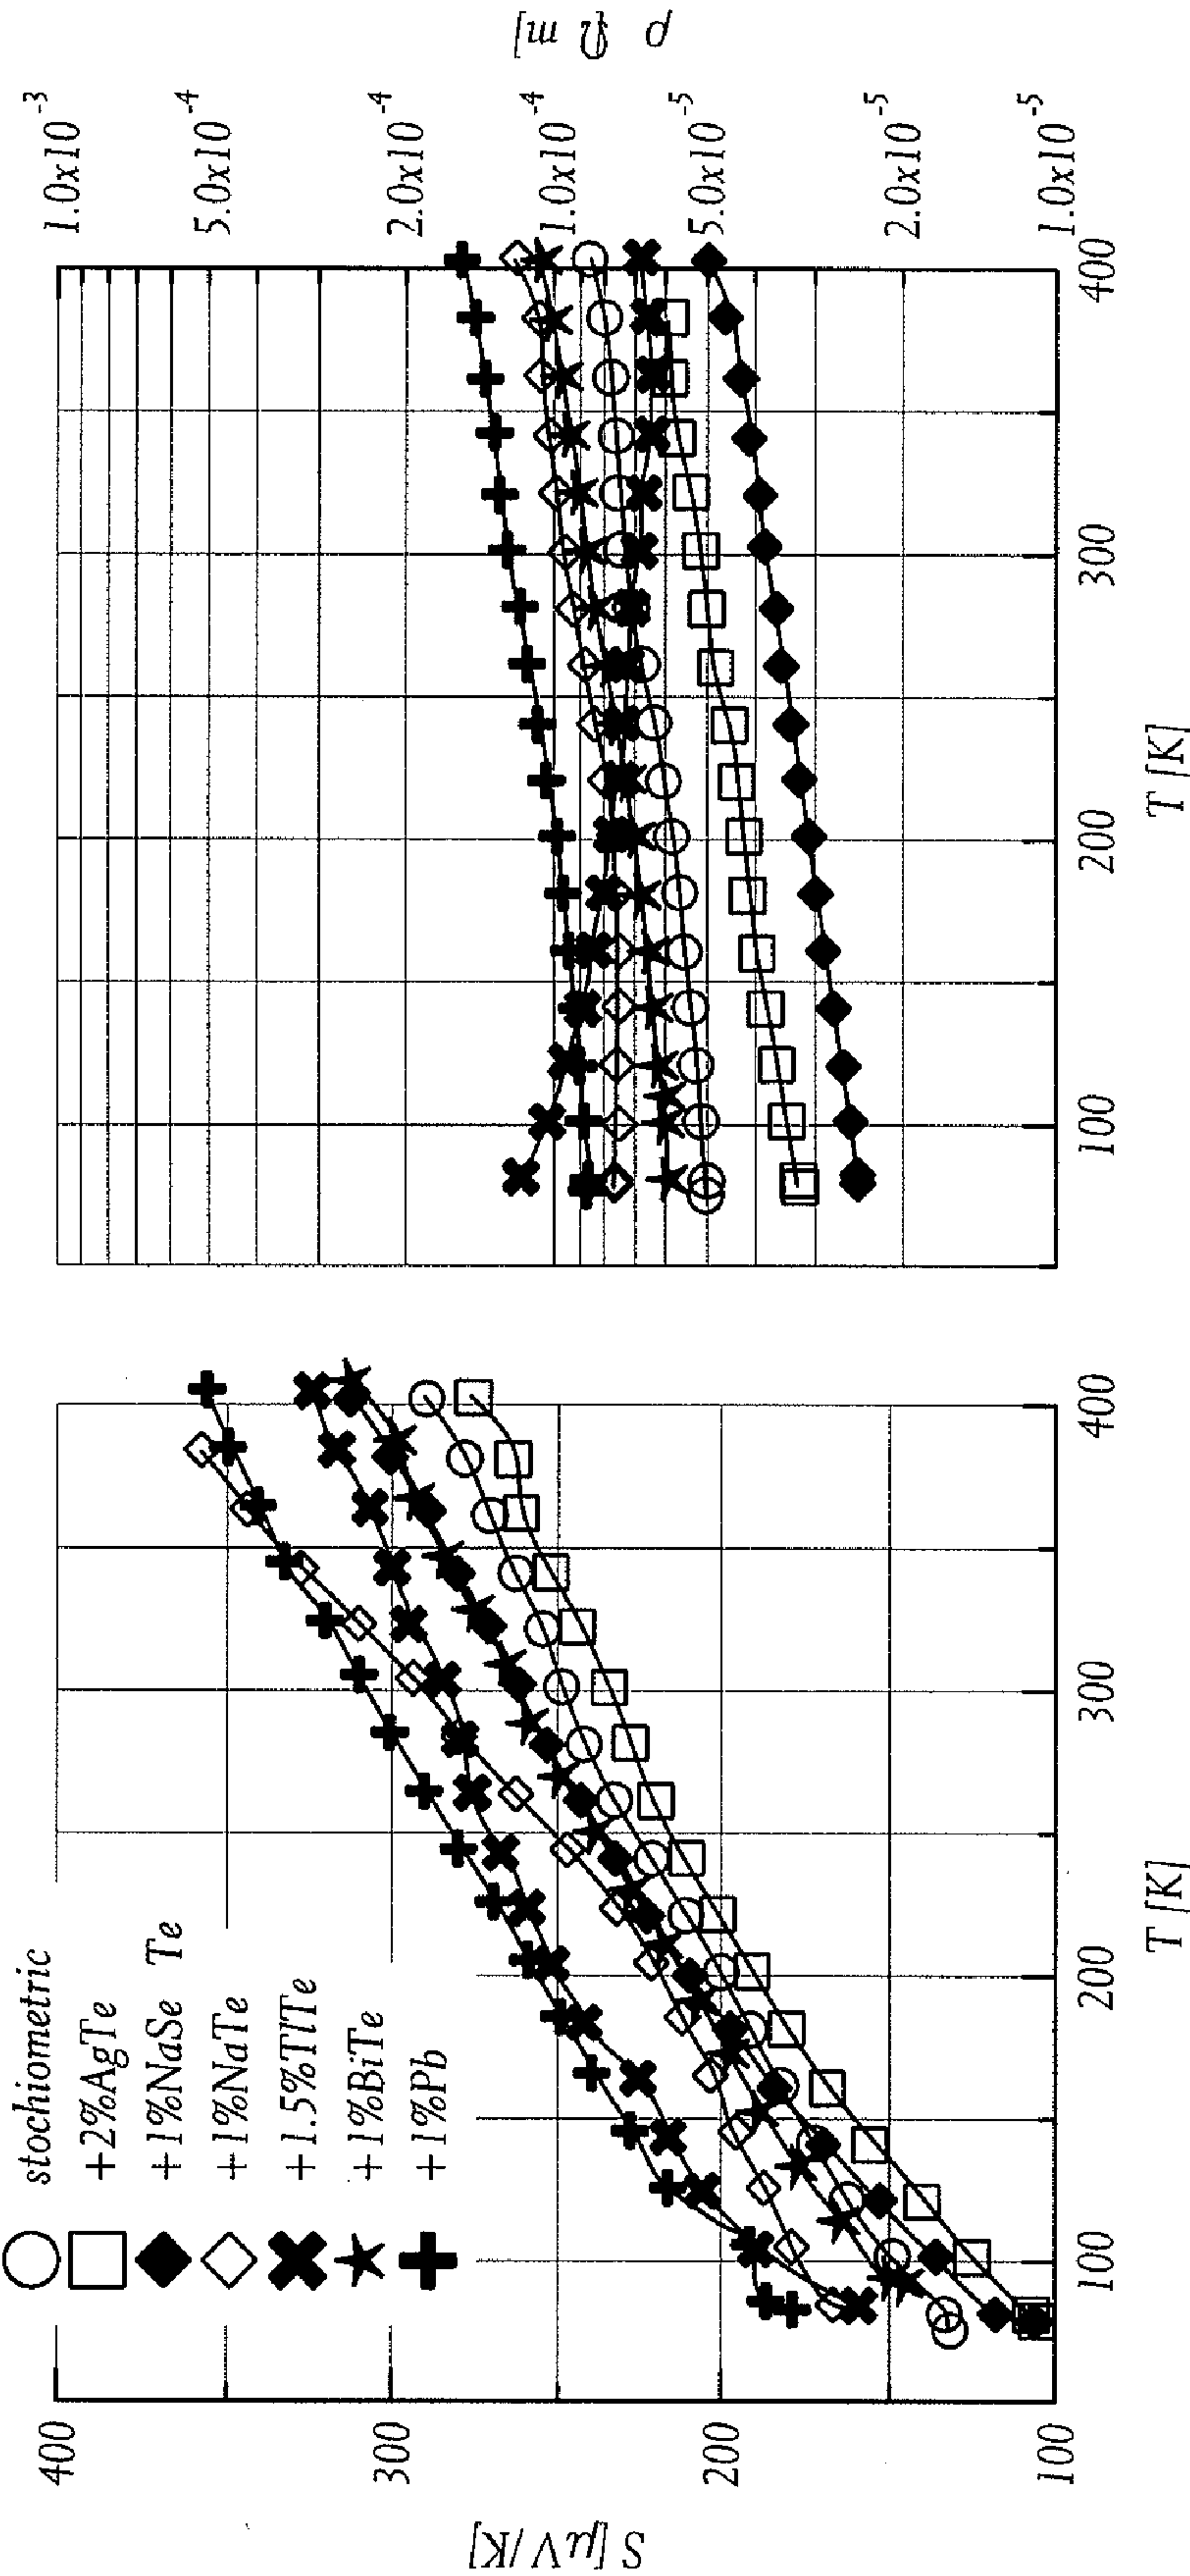 stochiometric
+2%AgTe
+1%NaSe Te
+1%NaTe
+1.5%TlTe
+1%BiTe
+1%Pb
S [μV/K]
400
300
200
100
100
200
300
400
T [K]
100
200
300
400
T [K]
1.0x10-3
5.0x10-4
2.0x10-4
1.0x10-4
5.0x10-5
2.0x10-5
1.0x10-5
ρ Ω m]